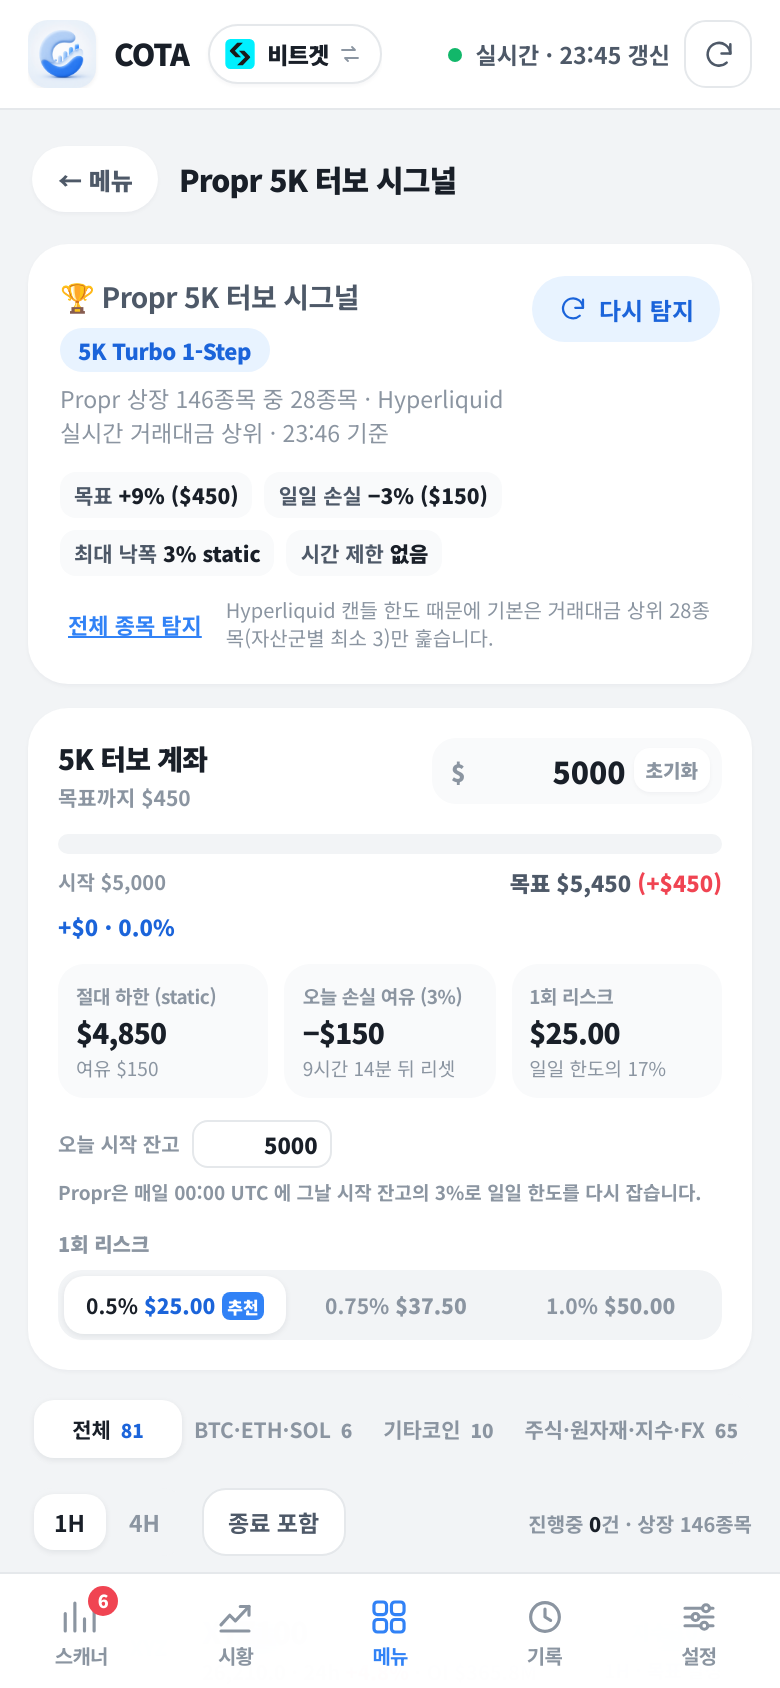 COTA
비트겟
실시간 · 23:45 갱신
← 메뉴
Propr 5K 터보 시그널
🏆 Propr 5K 터보 시그널
다시 탐지
5K Turbo 1-Step
Propr 상장 146종목 중 28종목 · Hyperliquid
실시간 거래대금 상위 · 23:46 기준
목표 +9% ($450)
일일 손실 −3% ($150)
최대 낙폭 3% static
시간 제한 없음
전체 종목 탐지
Hyperliquid 캔들 한도 때문에 기본은 거래대금 상위 28종
목(자산군별 최소 3)만 훑습니다.
5K 터보 계좌
목표까지 $450
$ 5000 초기화
시작 $5,000
목표 $5,450 (+$450)
+$0 · 0.0%
절대 하한 (static)
$4,850
여유 $150
오늘 손실 여유 (3%)
−$150
9시간 14분 뒤 리셋
1회 리스크
$25.00
일일 한도의 17%
오늘 시작 잔고 5000
Propr은 매일 00:00 UTC 에 그날 시작 잔고의 3%로 일일 한도를 다시 잡습니다.
1회 리스크
0.5% $25.00 추천
0.75% $37.50
1.0% $50.00
전체 81
BTC·ETH·SOL 6
기타코인 10
주식·원자재·지수·FX 65
1H
4H
종료 포함
진행중 0건 · 상장 146종목
6
스캐너
시황
메뉴
기록
설정